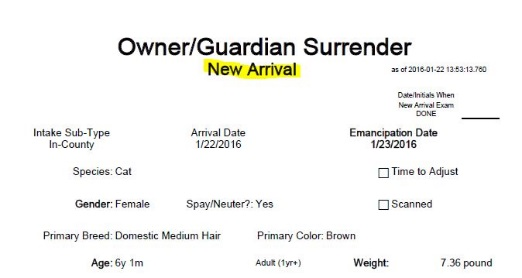 Owner/Guardian Surrender
New Arrival
as of 2016-01-22 13:53:13.760
Date/Initials When
New Arrival Exam
DONE
Intake Sub-Type Arrival Date Emancipation Date
In-County 1/22/2016 1/23/2016
Species: Cat Time to Adjust
Gender: Female Spay/Neuter?: Yes Scanned
Primary Breed: Domestic Medium Hair Primary Color: Brown
Age: 6y 1m Adult (1yr+) Weight: 7.36 pound